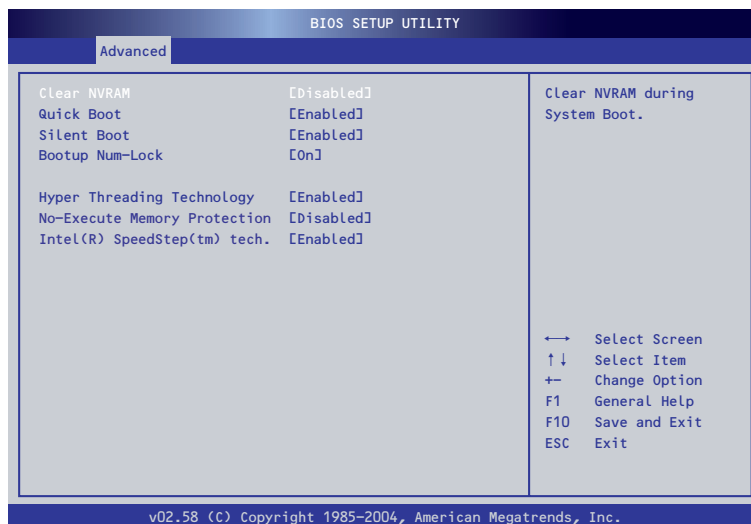 BIOS SETUP UTILITY
Advanced
Clear NVRAM [Disabled]
Quick Boot [Enabled]
Silent Boot [Enabled]
Bootup Num-Lock [On]
Hyper Threading Technology [Enabled]
No-Execute Memory Protection [Disabled]
Intel(R) SpeedStep(tm) tech. [Enabled]
Clear NVRAM during
System Boot.
←→ Select Screen
↑↓ Select Item
+- Change Option
F1 General Help
F10 Save and Exit
ESC Exit
v02.58 (C) Copyright 1985-2004, American Megatrends, Inc.